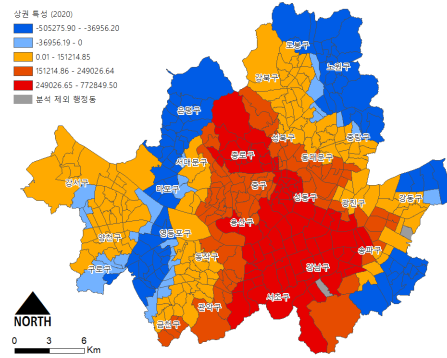 상권 특성 (2020)
-505275.90 - -36956.20
-36956.19 - 0
0.01 - 151214.85
151214.86 - 249026.64
249026.65 - 772849.50
분석 제외 행정동
도봉구
노원구
강북구
은평구
중랑구
성북구
종로구
서대문구
동대문구
강서구
마포구
중구
성동구
광진구
강동구
용산구
양천구
영등포구
송파구
동작구
강남구
구로구
서초구
관악구
금천구
NORTH
0 3 6
Km